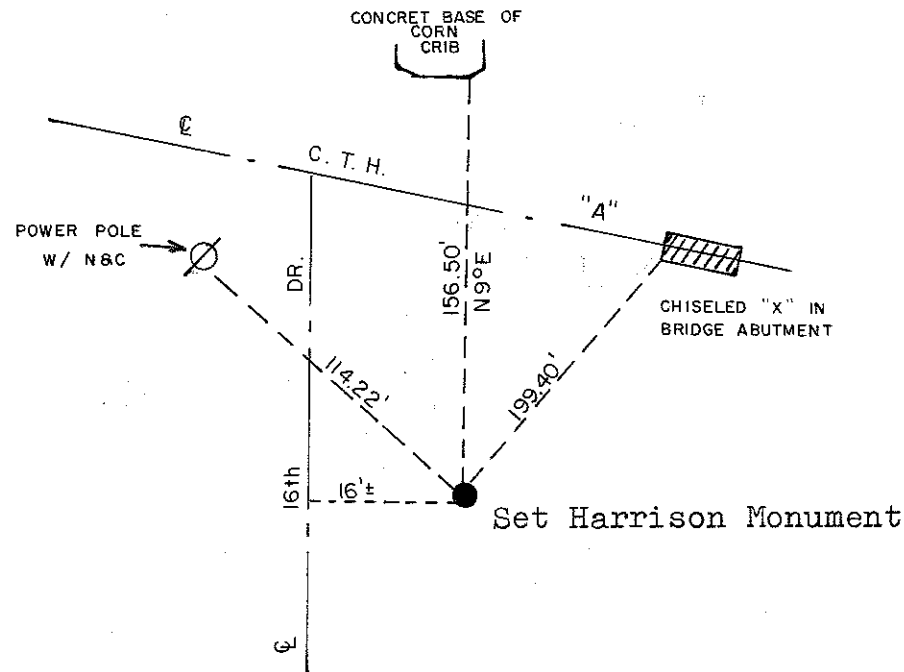 CONCRET BASE OF
CORN
CRIB
℄
C. T. H.
"A"
POWER POLE
W/ N&C
DR.
156.50'
N 9° E
CHISELED "X" IN
BRIDGE ABUTMENT
114.22'
199.40'
16th
16'±
Set Harrison Monument
℄